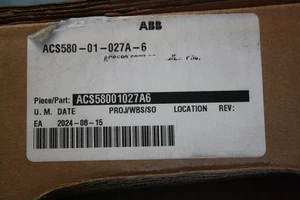 ABB
ACS580-01-027A-6
Piece/Part: ACS58001027A6
U. M. DATE PROJ/WBS/SO LOCATION REV:
EA 2024-08-15